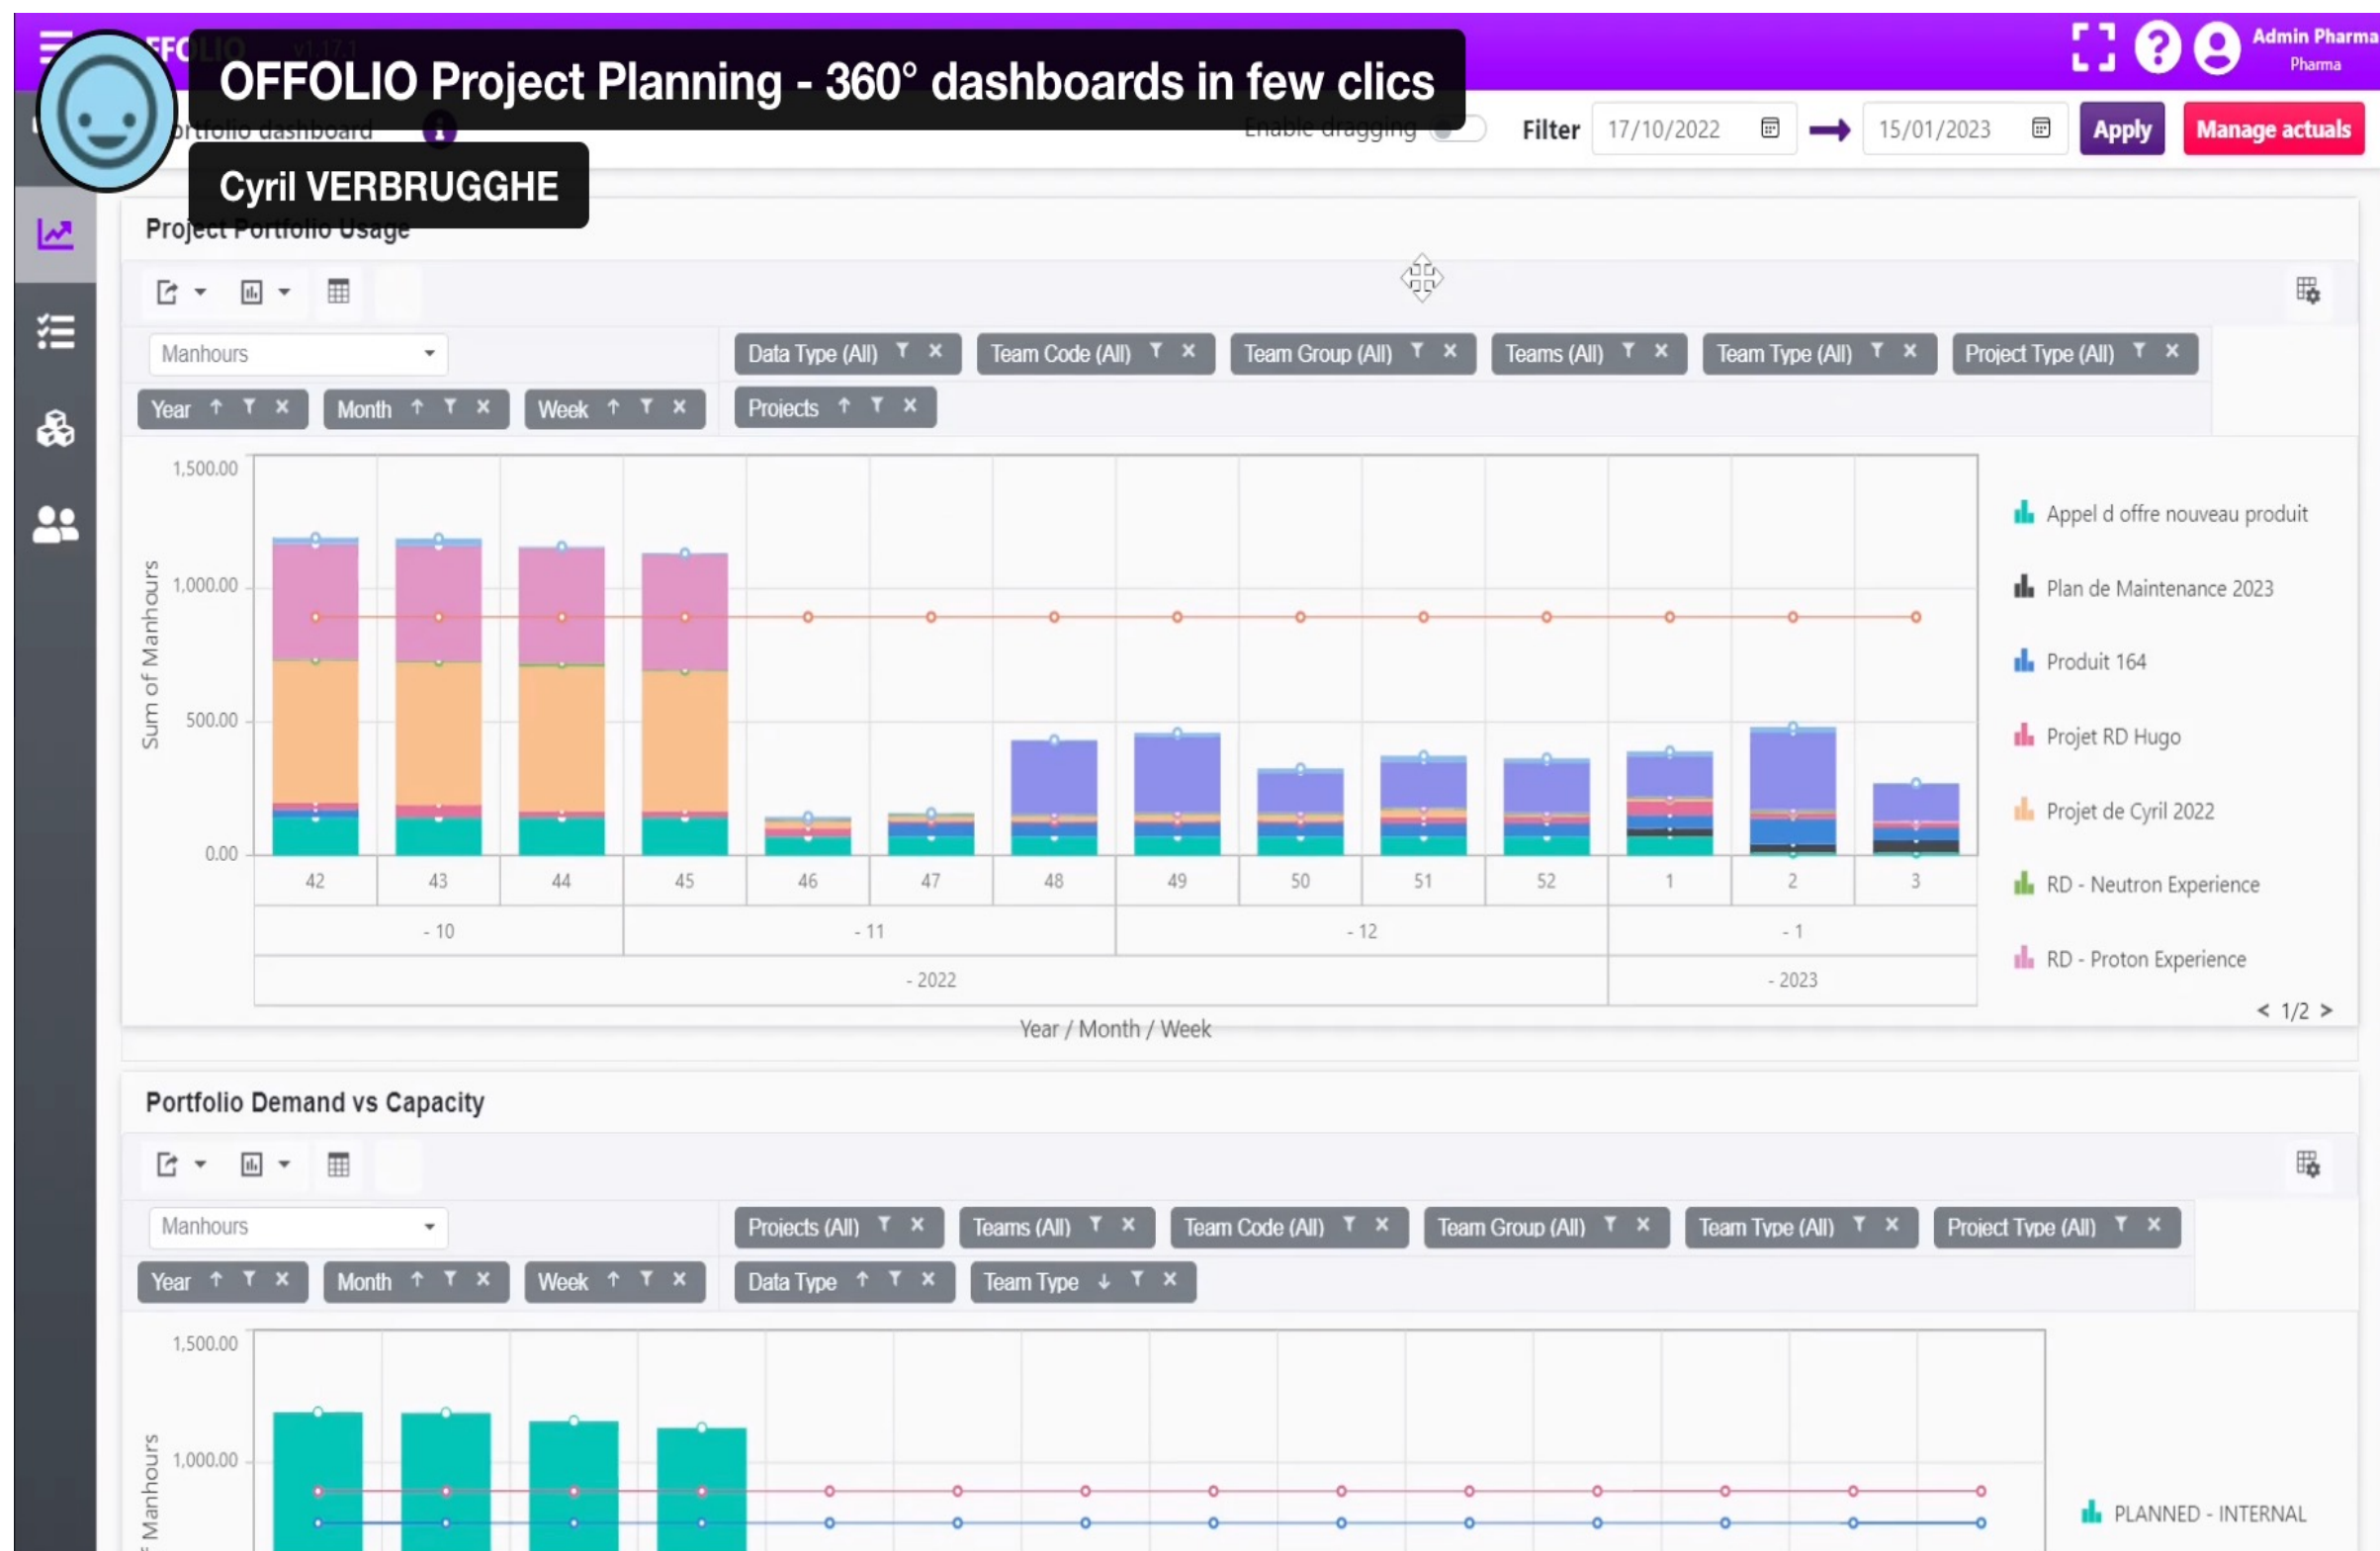 FFOLIO v1.17.1
OFFOLIO Project Planning - 360° dashboards in few clics
Cyril VERBRUGGHE
Admin Pharma
Pharma
ortfolio dashboard
Enable dragging
Filter 17/10/2022 15/01/2023 Apply Manage actuals
Project Portfolio Usage
Manhours
Data Type (All) Team Code (All) Team Group (All) Teams (All) Team Type (All) Project Type (All)
Year Month Week Projects
1,500.00
1,000.00
500.00
0.00
Sum of Manhours
42 43 44 45 46 47 48 49 50 51 52 1 2 3
- 10 - 11 - 12 - 1
- 2022 - 2023
Year / Month / Week
Appel d offre nouveau produit
Plan de Maintenance 2023
Produit 164
Projet RD Hugo
Projet de Cyril 2022
RD - Neutron Experience
RD - Proton Experience
< 1/2 >
Portfolio Demand vs Capacity
Manhours
Projects (All) Teams (All) Team Code (All) Team Group (All) Team Type (All) Project Type (All)
Year Month Week Data Type Team Type
1,500.00
1,000.00
Manhours
PLANNED - INTERNAL